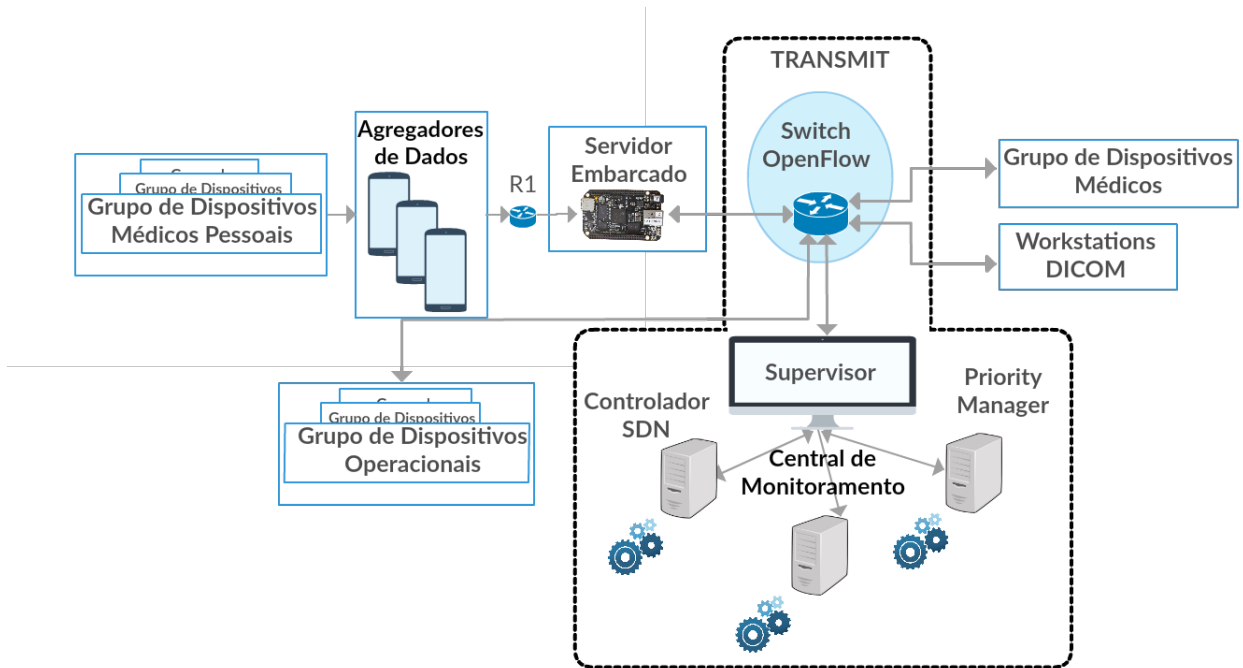 TRANSMIT
Agregadores
de Dados
Servidor
Embarcado
Switch
OpenFlow
R1
Grupo de Dispositivos
Grupo de Dispositivos
Médicos Pessoais
Grupo de Dispositivos
Médicos
Workstations
DICOM
Supervisor
Priority
Manager
Controlador
SDN
Grupo de Dispositivos
Grupo de Dispositivos
Operacionais
Central de
Monitoramento